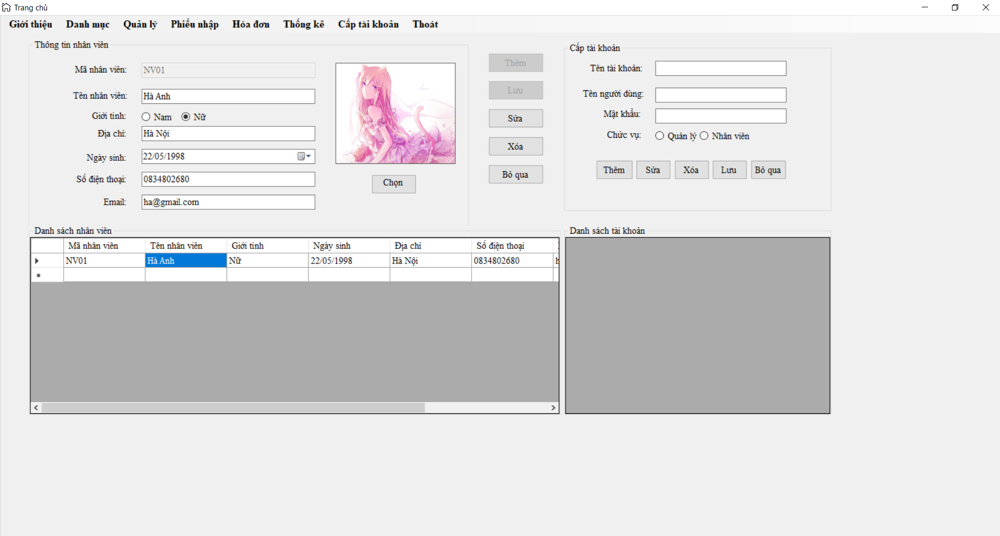 Trang chủ
Giới thiệu Danh mục Quản lý Phiếu nhập Hóa đơn Thống kê Cấp tài khoản Thoát
Thông tin nhân viên
Mã nhân viên: NV01
Tên nhân viên: Hà Anh
Giới tính: Nam Nữ
Địa chỉ: Hà Nội
Ngày sinh: 22/05/1998
Số điện thoại: 0834802680
Email: ha@gmail.com
Chọn
Thêm
Lưu
Sửa
Xóa
Bỏ qua
Cấp tài khoản
Tên tài khoản:
Tên người dùng:
Mật khẩu:
Chức vụ: Quản lý Nhân viên
Thêm Sửa Xóa Lưu Bỏ qua
Danh sách nhân viên
Mã nhân viên Tên nhân viên Giới tính Ngày sinh Địa chỉ Số điện thoại
NV01 Hà Anh Nữ 22/05/1998 Hà Nội 0834802680
Danh sách tài khoản